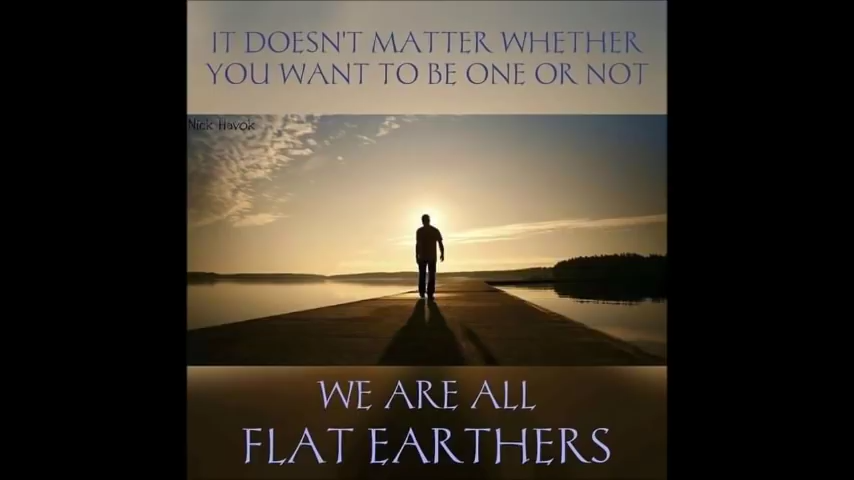 IT DOESN'T MATTER WHETHER
YOU WANT TO BE ONE OR NOT
Nick Havok
WE ARE ALL
FLAT EARTHERS